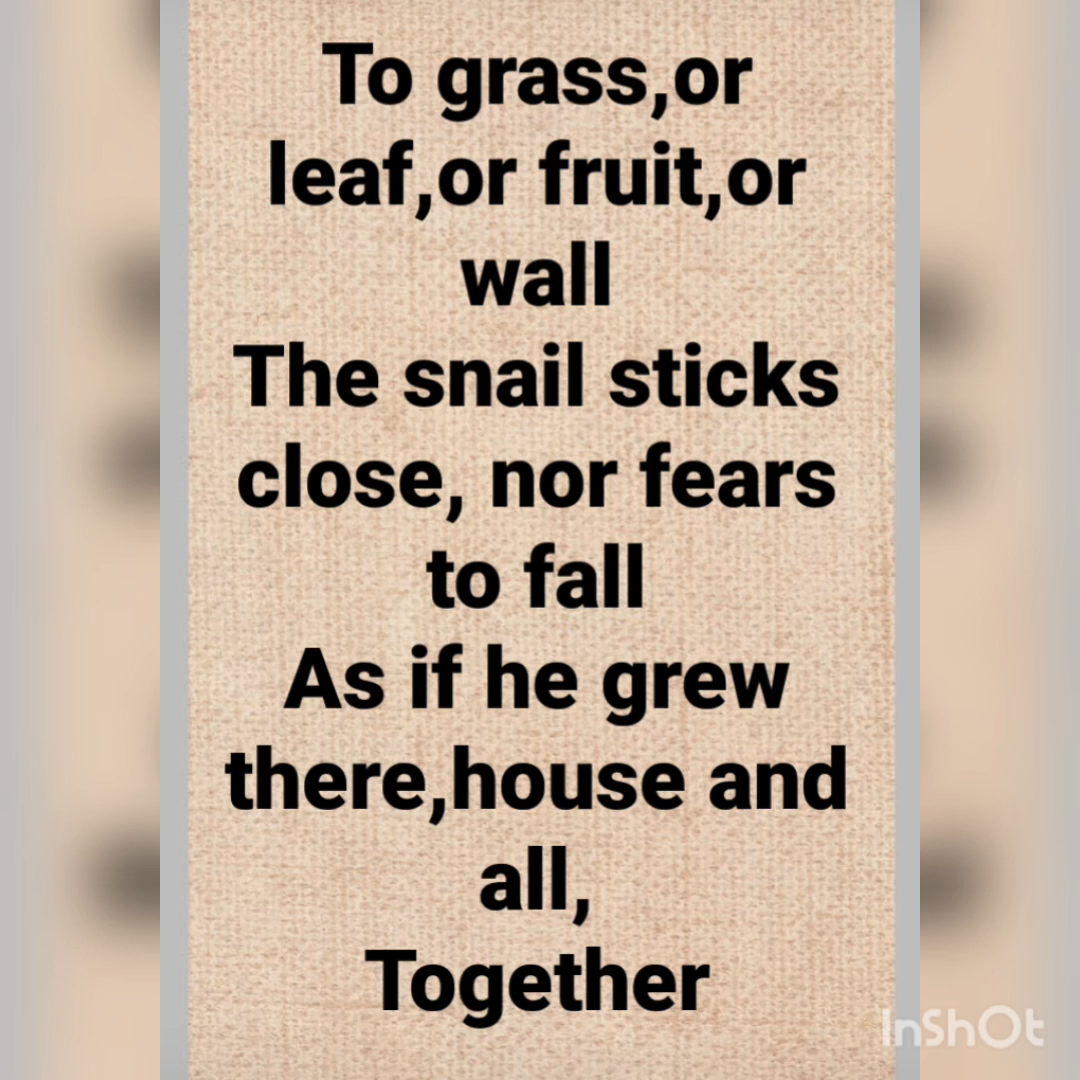 To grass,or
leaf,or fruit,or
wall
The snail sticks
close, nor fears
to fall
As if he grew
there,house and
all,
Together
InShOt